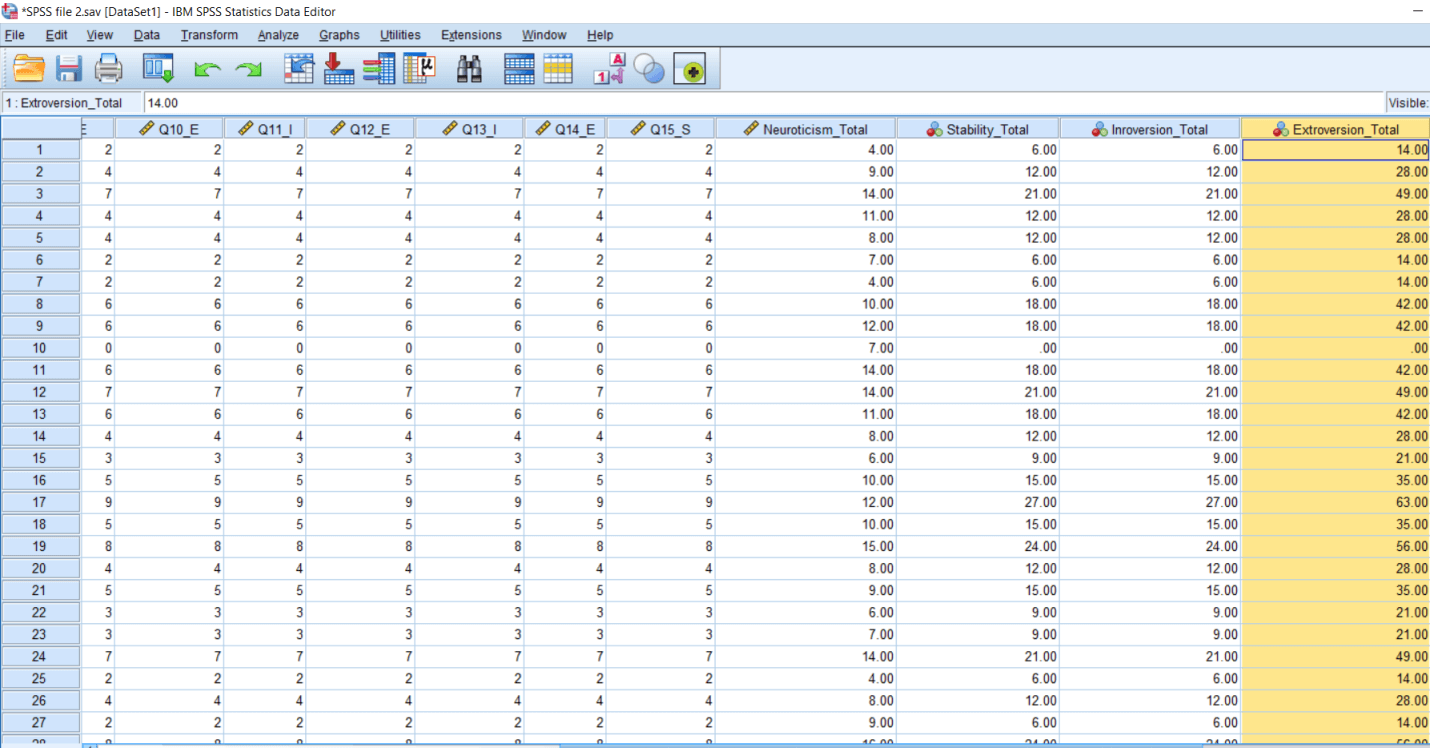 *SPSS file 2.sav [DataSet1] - IBM SPSS Statistics Data Editor
File Edit View Data Transform Analyze Graphs Utilities Extensions Window Help
1 : Extroversion_Total 14.00 Visible:
E Q10_E Q11_I Q12_E Q13_I Q14_E Q15_S Neuroticism_Total Stability_Total Inroversion_Total Extroversion_Total
1 2 2 2 2 2 2 2 4.00 6.00 6.00 14.00
2 4 4 4 4 4 4 4 9.00 12.00 12.00 28.00
3 7 7 7 7 7 7 7 14.00 21.00 21.00 49.00
4 4 4 4 4 4 4 4 11.00 12.00 12.00 28.00
5 4 4 4 4 4 4 4 8.00 12.00 12.00 28.00
6 2 2 2 2 2 2 2 7.00 6.00 6.00 14.00
7 2 2 2 2 2 2 2 4.00 6.00 6.00 14.00
8 6 6 6 6 6 6 6 10.00 18.00 18.00 42.00
9 6 6 6 6 6 6 6 12.00 18.00 18.00 42.00
10 0 0 0 0 0 0 0 7.00 .00 .00 .00
11 6 6 6 6 6 6 6 14.00 18.00 18.00 42.00
12 7 7 7 7 7 7 7 14.00 21.00 21.00 49.00
13 6 6 6 6 6 6 6 11.00 18.00 18.00 42.00
14 4 4 4 4 4 4 4 8.00 12.00 12.00 28.00
15 3 3 3 3 3 3 3 6.00 9.00 9.00 21.00
16 5 5 5 5 5 5 5 10.00 15.00 15.00 35.00
17 9 9 9 9 9 9 9 12.00 27.00 27.00 63.00
18 5 5 5 5 5 5 5 10.00 15.00 15.00 35.00
19 8 8 8 8 8 8 8 15.00 24.00 24.00 56.00
20 4 4 4 4 4 4 4 8.00 12.00 12.00 28.00
21 5 5 5 5 5 5 5 9.00 15.00 15.00 35.00
22 3 3 3 3 3 3 3 6.00 9.00 9.00 21.00
23 3 3 3 3 3 3 3 7.00 9.00 9.00 21.00
24 7 7 7 7 7 7 7 14.00 21.00 21.00 49.00
25 2 2 2 2 2 2 2 4.00 6.00 6.00 14.00
26 4 4 4 4 4 4 4 8.00 12.00 12.00 28.00
27 2 2 2 2 2 2 2 9.00 6.00 6.00 14.00